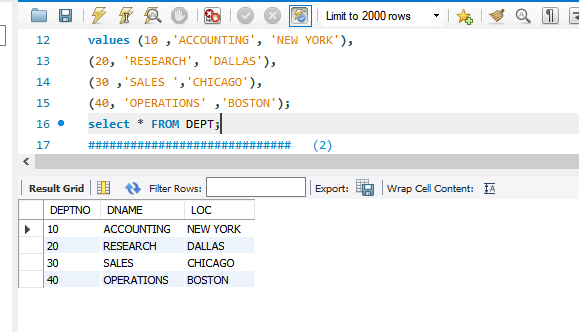 Limit to 2000 rows
12 values (10 ,'ACCOUNTING', 'NEW YORK'),
13 (20, 'RESEARCH', 'DALLAS'),
14 (30 ,'SALES ','CHICAGO'),
15 (40, 'OPERATIONS' ,'BOSTON');
16 select * FROM DEPT;
17 ############################# (2)
Result Grid Filter Rows: Export: Wrap Cell Content: IA
DEPTNO DNAME LOC
10 ACCOUNTING NEW YORK
20 RESEARCH DALLAS
30 SALES CHICAGO
40 OPERATIONS BOSTON